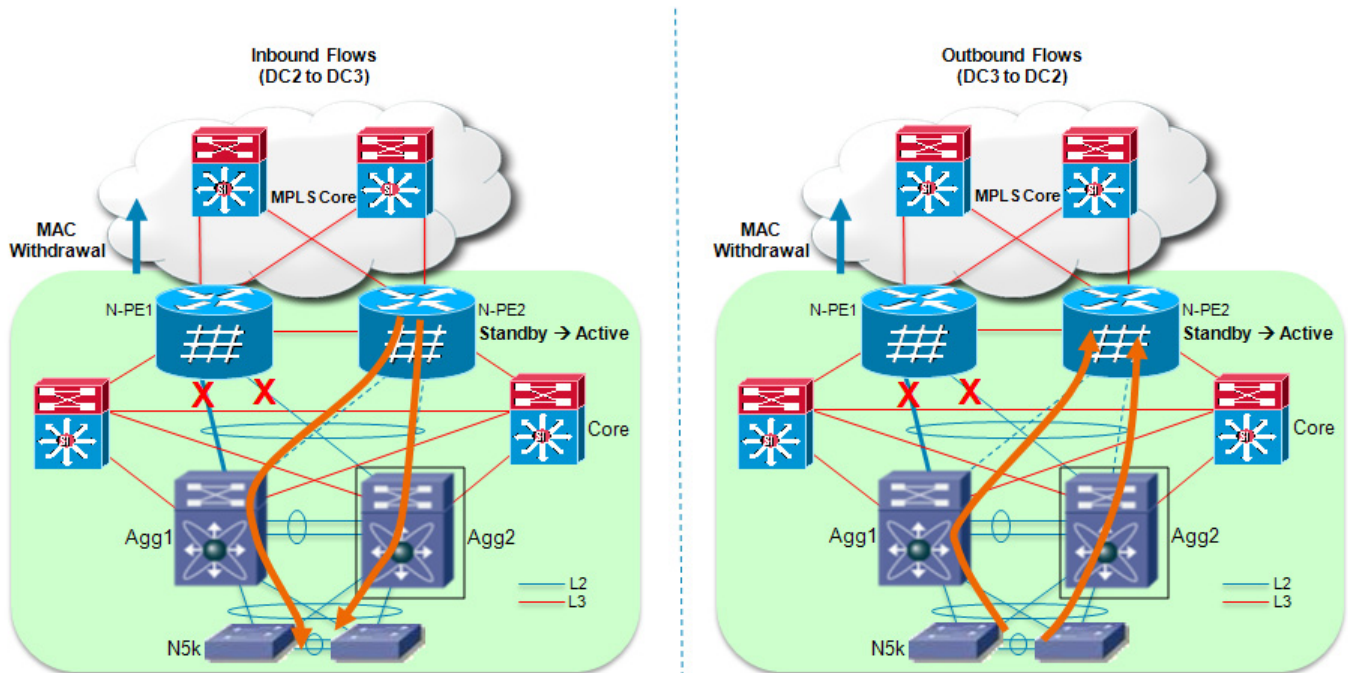 Inbound Flows
(DC2 to DC3)
MPLS Core
MAC
Withdrawal
N-PE1
N-PE2
Standby → Active
Core
Agg1
Agg2
L2
L3
N5k
Outbound Flows
(DC3 to DC2)
MPLS Core
MAC
Withdrawal
N-PE1
N-PE2
Standby → Active
Core
Agg1
Agg2
L2
L3
N5k